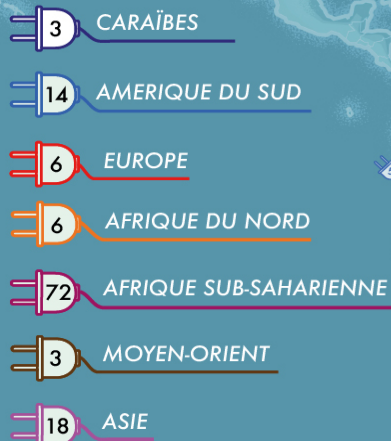 3 CARAÏBES
14 AMERIQUE DU SUD
6 EUROPE
6 AFRIQUE DU NORD
72 AFRIQUE SUB-SAHARIENNE
3 MOYEN-ORIENT
18 ASIE